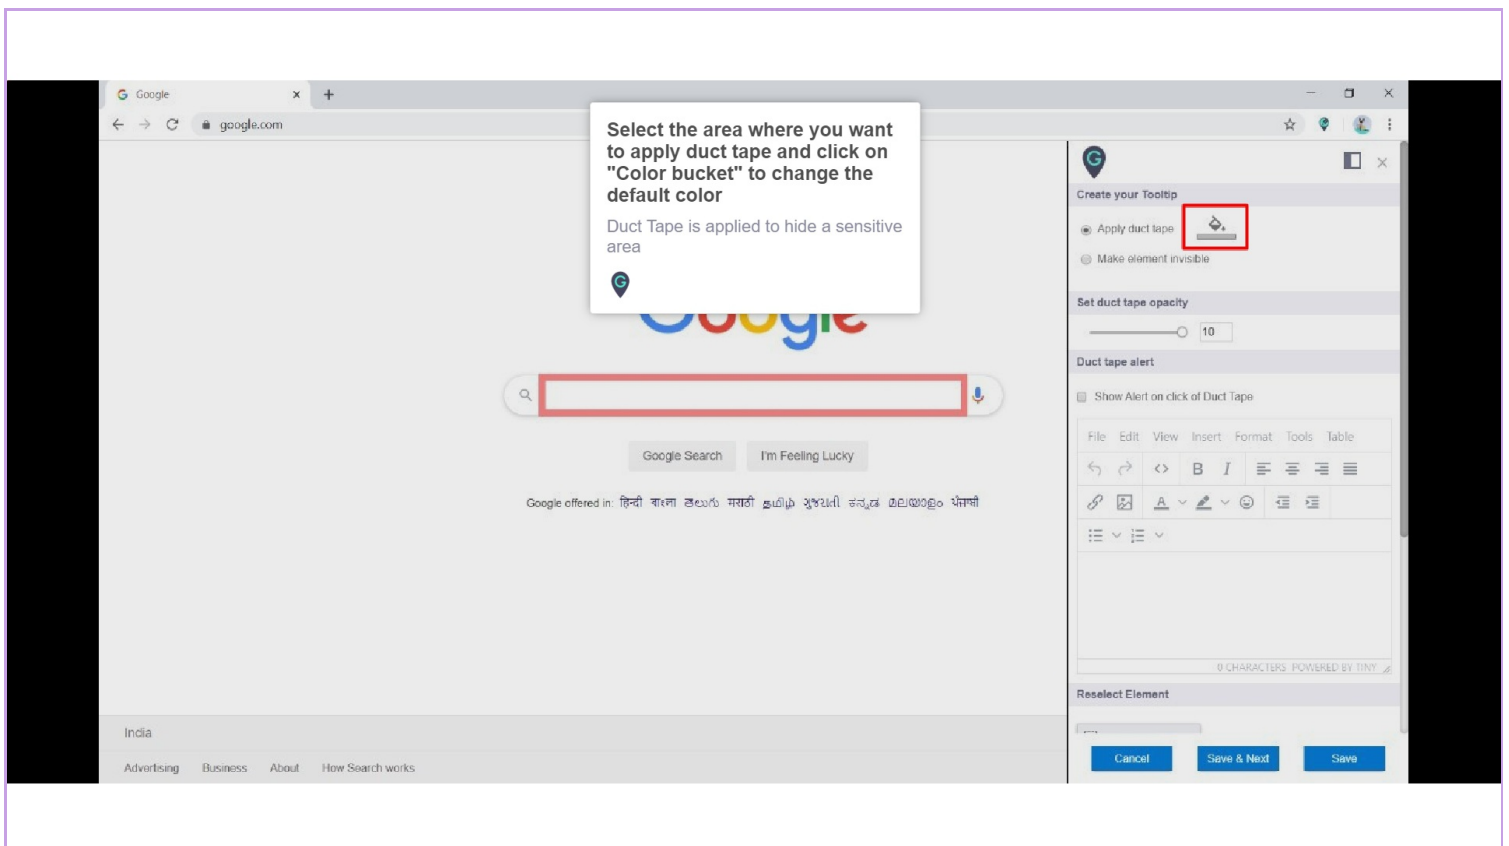 Google
google.com
Select the area where you want
to apply duct tape and click on
"Color bucket" to change the
default color
Duct Tape is applied to hide a sensitive
area
Google
Google Search
I'm Feeling Lucky
Google offered in: हिन्दी বাংলা తెలుగు मराठी தமிழ் ગુજરાતી ಕನ್ನಡ മലയാളം ਪੰਜਾਬੀ
India
Advertising Business About How Search works
G
Create your Tooltip
Apply duct tape
Make element invisible
Set duct tape opacity
10
Duct tape alert
Show Alert on click of Duct Tape
File Edit View Insert Format Tools Table
B I
A
0 CHARACTERS POWERED BY TINY
Reselect Element
Cancel Save & Next Save